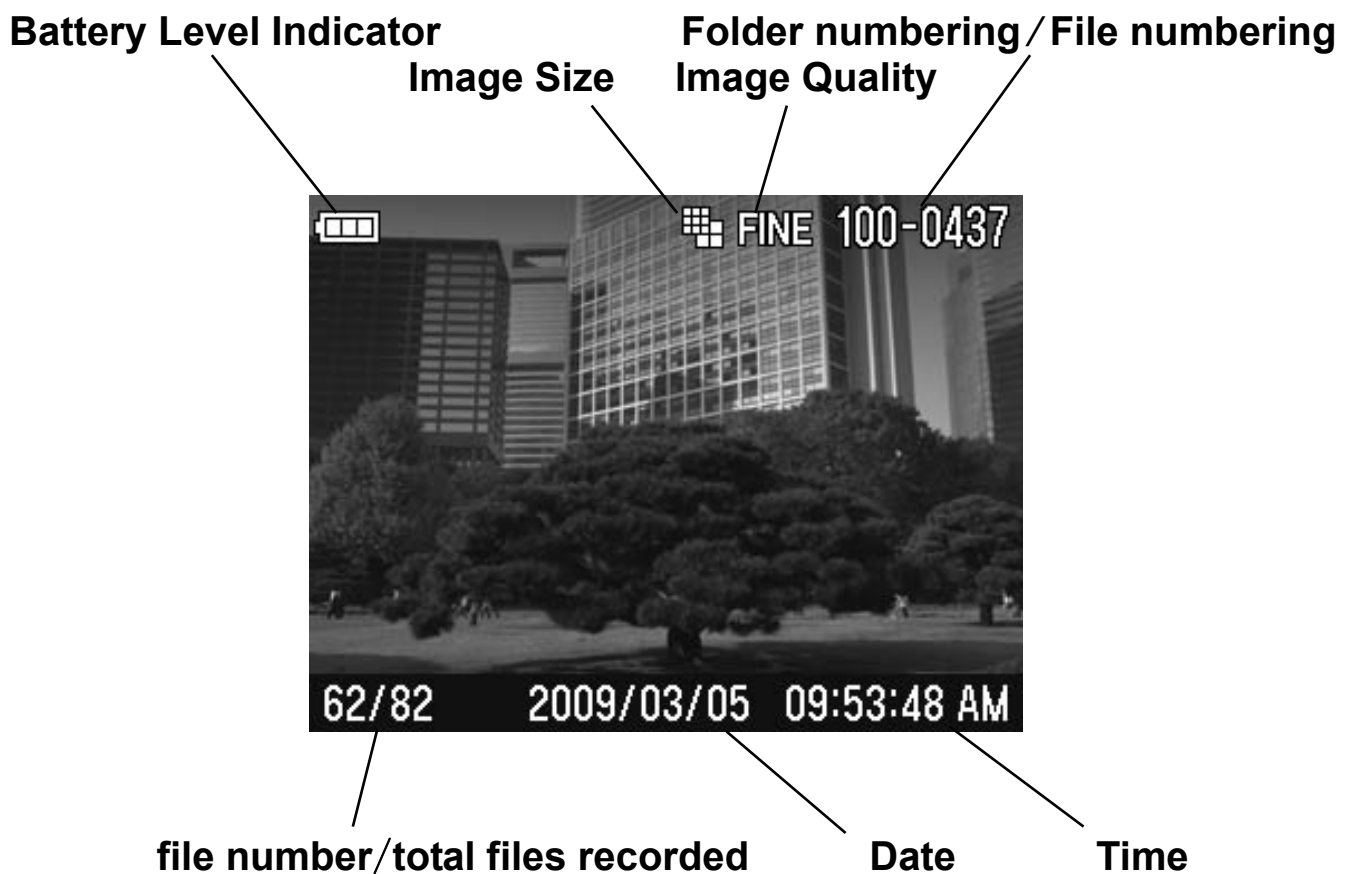 Battery Level Indicator
Folder numbering/File numbering
Image Size
Image Quality
FINE
100-0437
62/82
2009/03/05
09:53:48 AM
file number/total files recorded
Date
Time